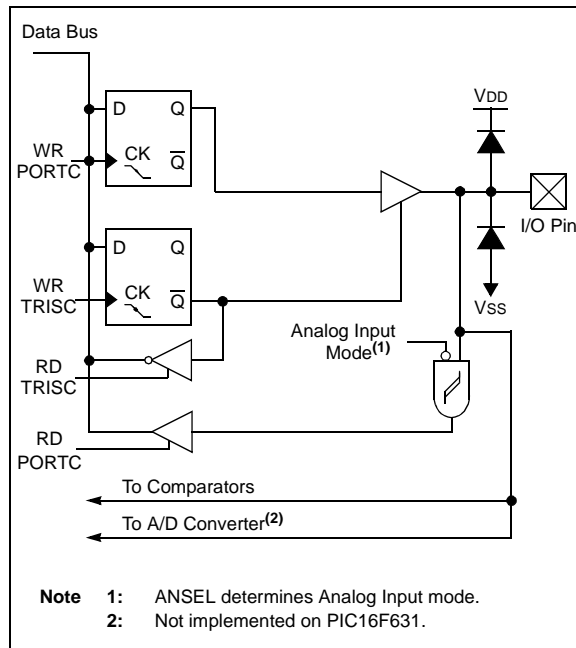 Data Bus
VDD
D Q
WR
PORTC
CK Q
I/O Pin
D Q
WR
TRISC
CK Q
VSS
Analog Input
Mode(1)
RD
TRISC
RD
PORTC
To Comparators
To A/D Converter(2)
Note 1: ANSEL determines Analog Input mode.
2: Not implemented on PIC16F631.